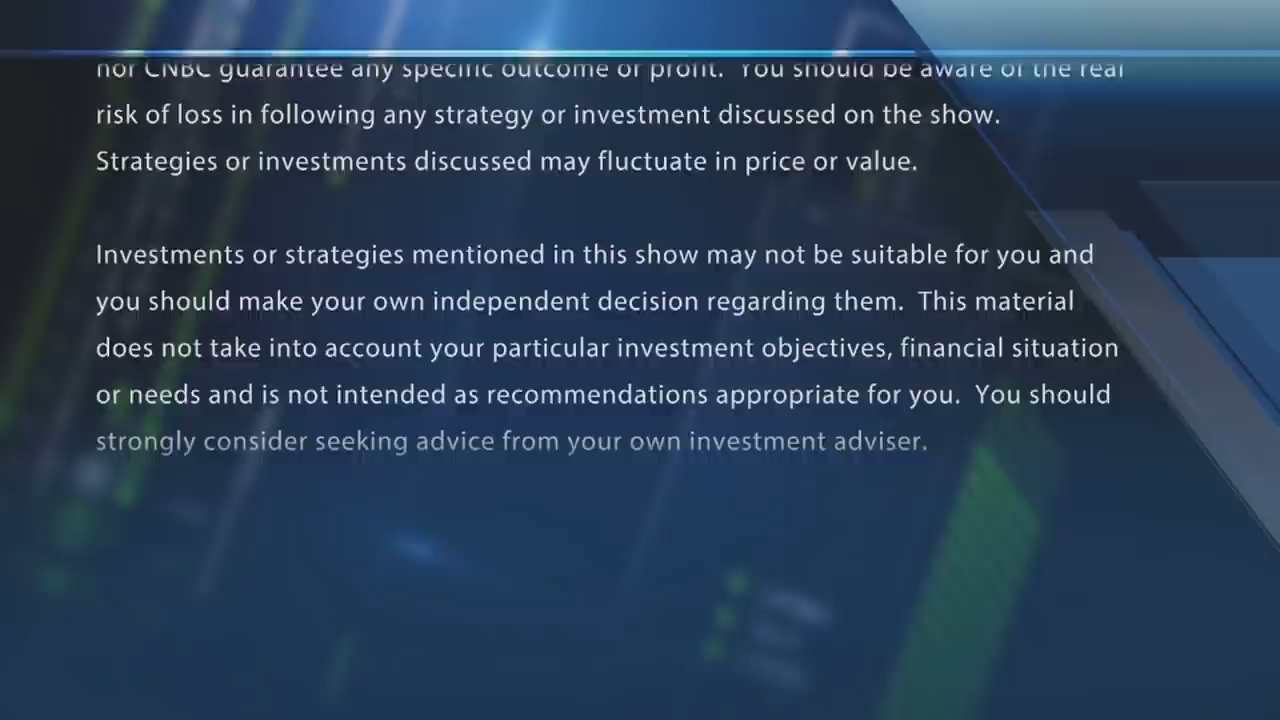 nor CNBC guarantee any specific outcome or profit.  You should be aware of the real
risk of loss in following any strategy or investment discussed on the show.
Strategies or investments discussed may fluctuate in price or value.
Investments or strategies mentioned in this show may not be suitable for you and
you should make your own independent decision regarding them.  This material
does not take into account your particular investment objectives, financial situation
or needs and is not intended as recommendations appropriate for you.  You should
strongly consider seeking advice from your own investment adviser.